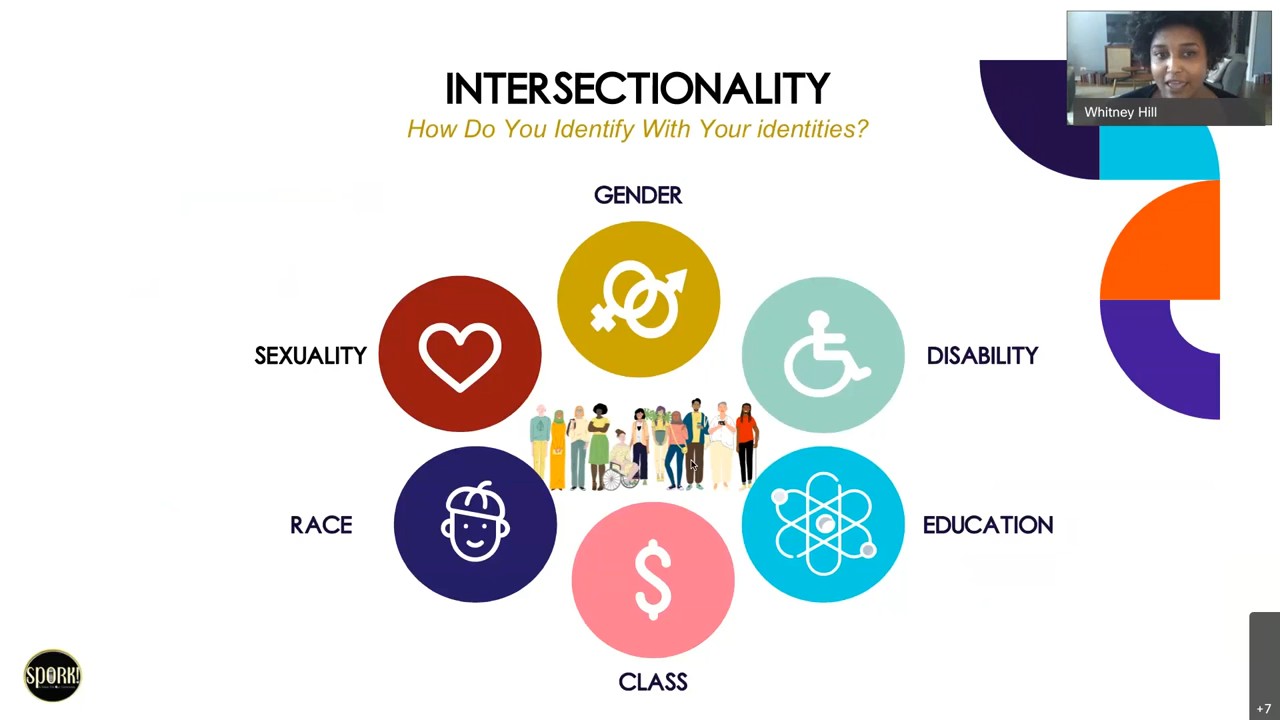 INTERSECTIONALITY
How Do You Identify With Your identities?
Whitney Hill
GENDER
SEXUALITY
DISABILITY
RACE
EDUCATION
CLASS
SPORK!
+7